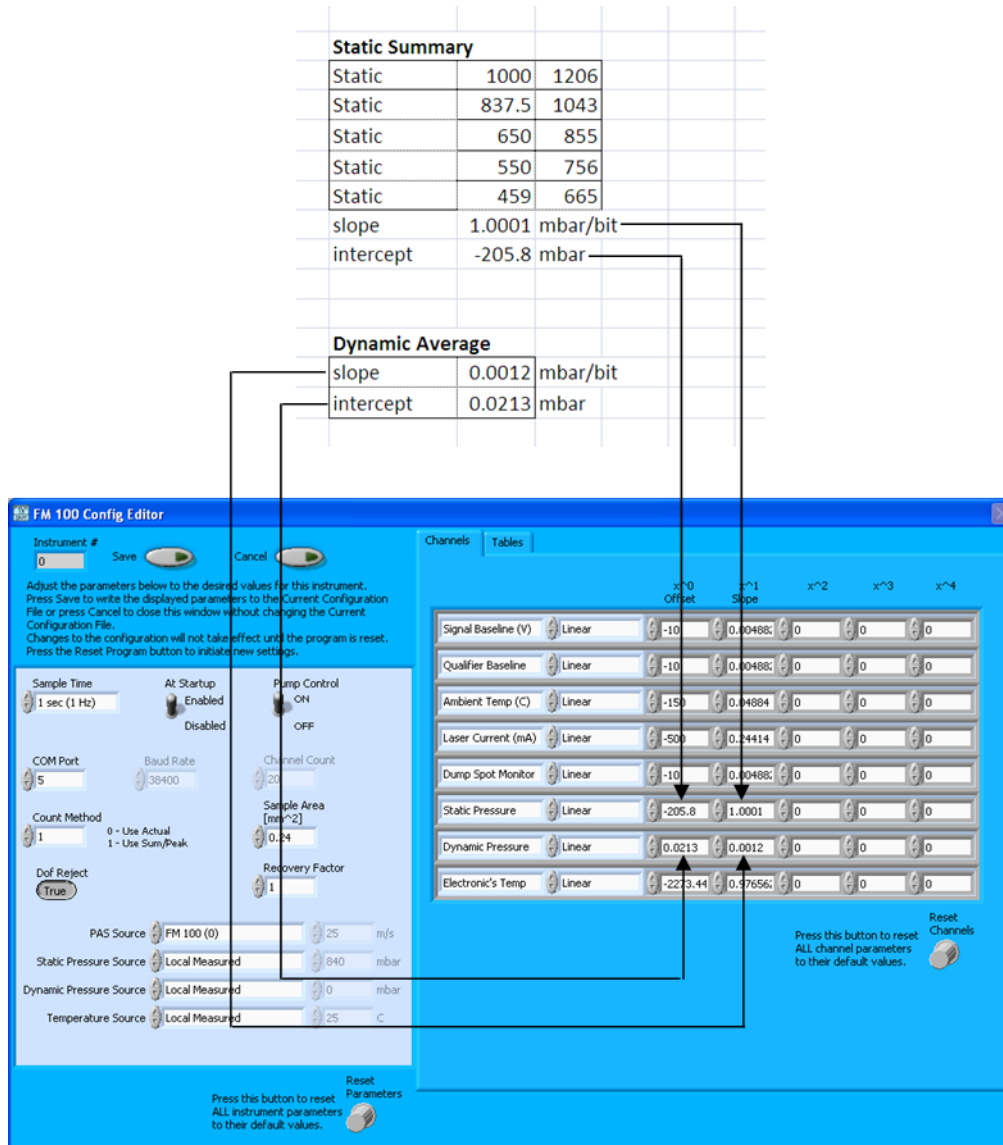 Static Summary
Static 1000 1206
Static 837.5 1043
Static 650 855
Static 550 756
Static 459 665
slope 1.0001 mbar/bit
intercept -205.8 mbar
Dynamic Average
slope 0.0012 mbar/bit
intercept 0.0213 mbar
FM 100 Config Editor
Instrument #
0
Save
Cancel
Adjust the parameters below to the desired values for this instrument.
Press Save to write the displayed parameters to the Current Configuration
File or press Cancel to close this window without changing the Current
Configuration File.
Changes to the configuration will not take effect until the program is reset.
Press the Reset Program button to initiate new settings.
Sample Time
1 sec (1 Hz)
At Startup
Enabled
Disabled
Pump Control
ON
OFF
COM Port
5
Baud Rate
38400
Channel Count
20
Count Method
1
0 - Use Actual
1 - Use Sum/Peak
Sample Area
[mm^2]
0.24
Dof Reject
True
Recovery Factor
1
PAS Source FM 100 (0) 25 m/s
Static Pressure Source Local Measured 840 mbar
Dynamic Pressure Source Local Measured 0 mbar
Temperature Source Local Measured 25 C
Press this button to reset
ALL instrument parameters
to their default values.
Reset
Parameters
Channels Tables
x^0 x^1 x^2 x^3 x^4
Offset Slope
Signal Baseline (V) Linear -10 0.00488 0 0 0
Qualifier Baseline Linear -10 0.00488 0 0 0
Ambient Temp (C) Linear -150 0.04884 0 0 0
Laser Current (mA) Linear -500 0.24414 0 0 0
Dump Spot Monitor Linear -10 0.00488 0 0 0
Static Pressure Linear -205.8 1.0001 0 0 0
Dynamic Pressure Linear 0.0213 0.0012 0 0 0
Electronic's Temp Linear -2273.44 0.97656 0 0 0
Press this button to reset
ALL channel parameters
to their default values.
Reset
Channels